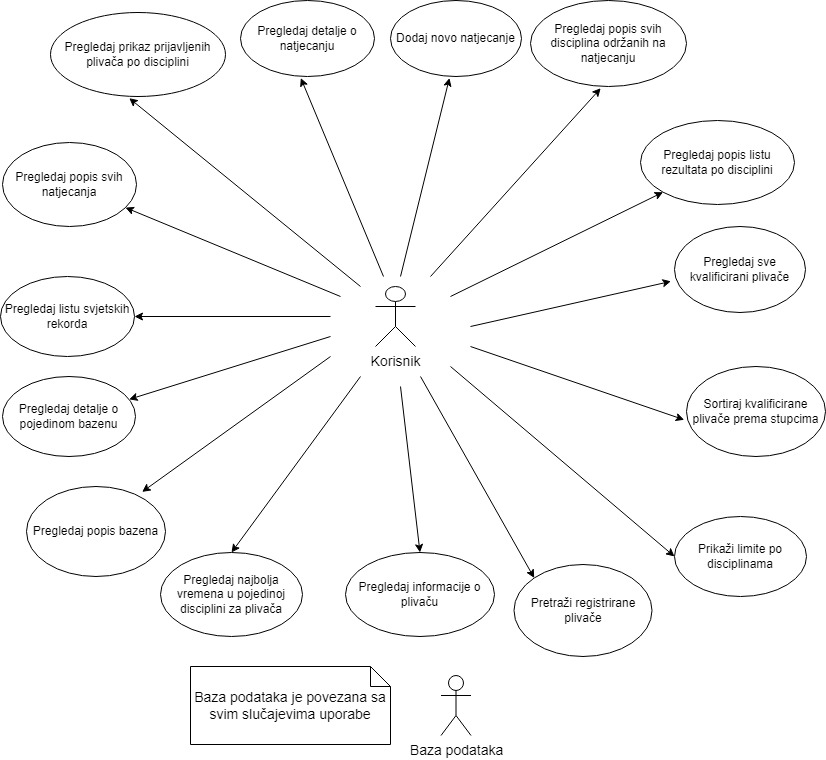 Pregledaj prikaz prijavljenih
plivača po disciplini
Pregledaj detalje o
natjecanju
Dodaj novo natjecanje
Pregledaj popis svih
disciplina održanih na
natjecanju
Pregledaj popis svih
natjecanja
Pregledaj popis listu
rezultata po disciplini
Pregledaj sve
kvalificirani plivače
Pregledaj listu svjetskih
rekorda
Korisnik
Pregledaj detalje o
pojedinom bazenu
Sortiraj kvalificirane
plivače prema stupcima
Pregledaj popis bazena
Prikaži limite po
disciplinama
Pregledaj najbolja
vremena u pojedinoj
disciplini za plivača
Pregledaj informacije o
plivaču
Pretraži registrirane
plivače
Baza podataka je povezana sa
svim slučajevima uporabe
Baza podataka